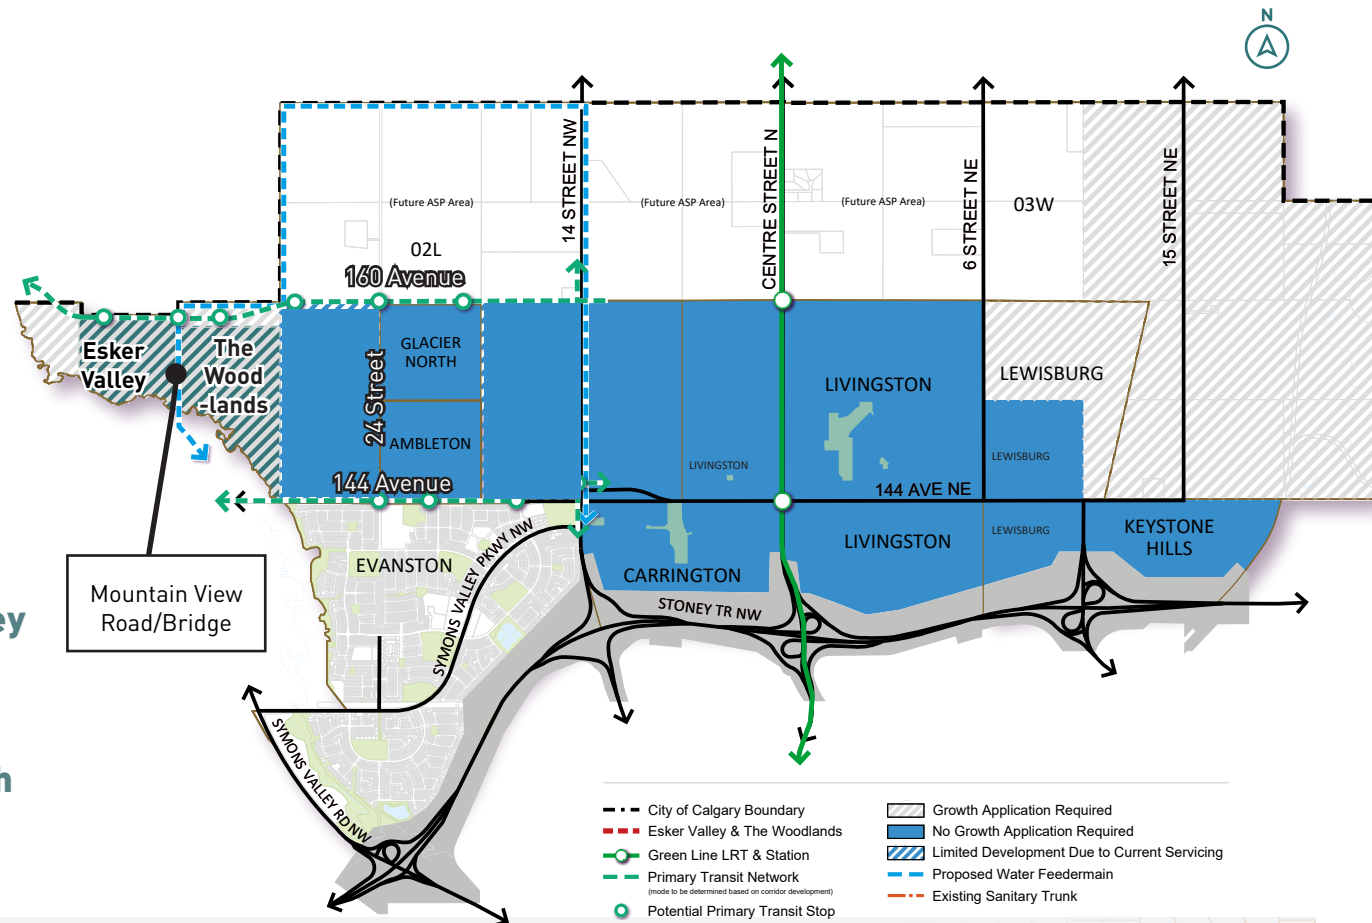 N
14 STREET NW
CENTRE STREET N
6 STREET NE
15 STREET NE
(Future ASP Area)
(Future ASP Area)
(Future ASP Area)
03W
02L
160 Avenue
Esker
Valley
The
Wood
-lands
24 Street
GLACIER
NORTH
AMBLETON
LIVINGSTON
LEWISBURG
LIVINGSTON
LEWISBURG
144 Avenue
144 AVE NE
EVANSTON
SYMONS VALLEY PKWY NW
CARRINGTON
LIVINGSTON
LEWISBURG
KEYSTONE
HILLS
STONEY TR NW
Mountain View
Road/Bridge
ey
h
SYMONS VALLEY RD NW
City of Calgary Boundary
Esker Valley & The Woodlands
Green Line LRT & Station
Primary Transit Network
(mode to be determined based on corridor development)
Potential Primary Transit Stop
Growth Application Required
No Growth Application Required
Limited Development Due to Current Servicing
Proposed Water Feedermain
Existing Sanitary Trunk